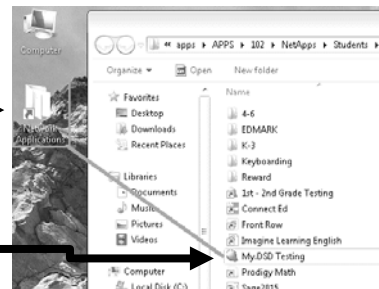 Computer
« apps ▸ APPS ▸ 102 ▸ NetApps ▸ Students ▸
Organize ▾ Open New folder
Network Applications
Favorites
Desktop
Downloads
Recent Places
Libraries
Documents
Music
Pictures
Videos
Computer
Local Disk (C:)
Name
4-6
EDMARK
K-3
Keyboarding
Reward
1st - 2nd Grade Testing
Connect Ed
Front Row
Imagine Learning English
My.DSD Testing
Prodigy Math
Sage2015